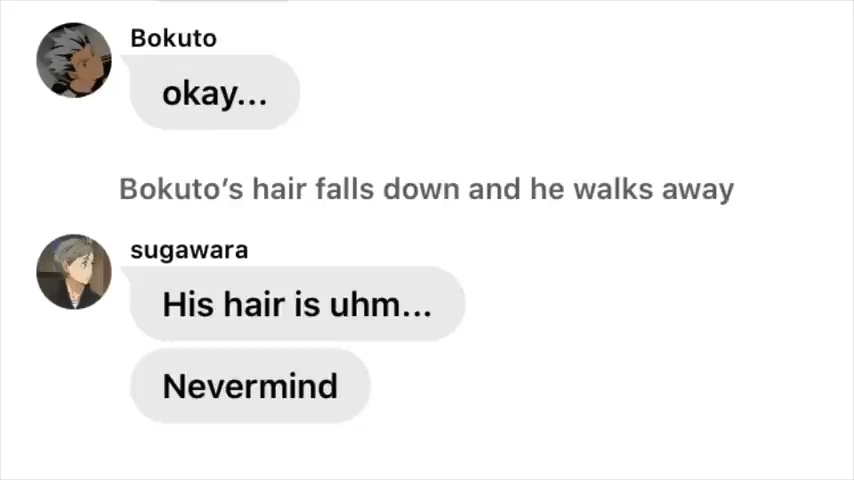 Bokuto
okay...
Bokuto’s hair falls down and he walks away
sugawara
His hair is uhm...
Nevermind